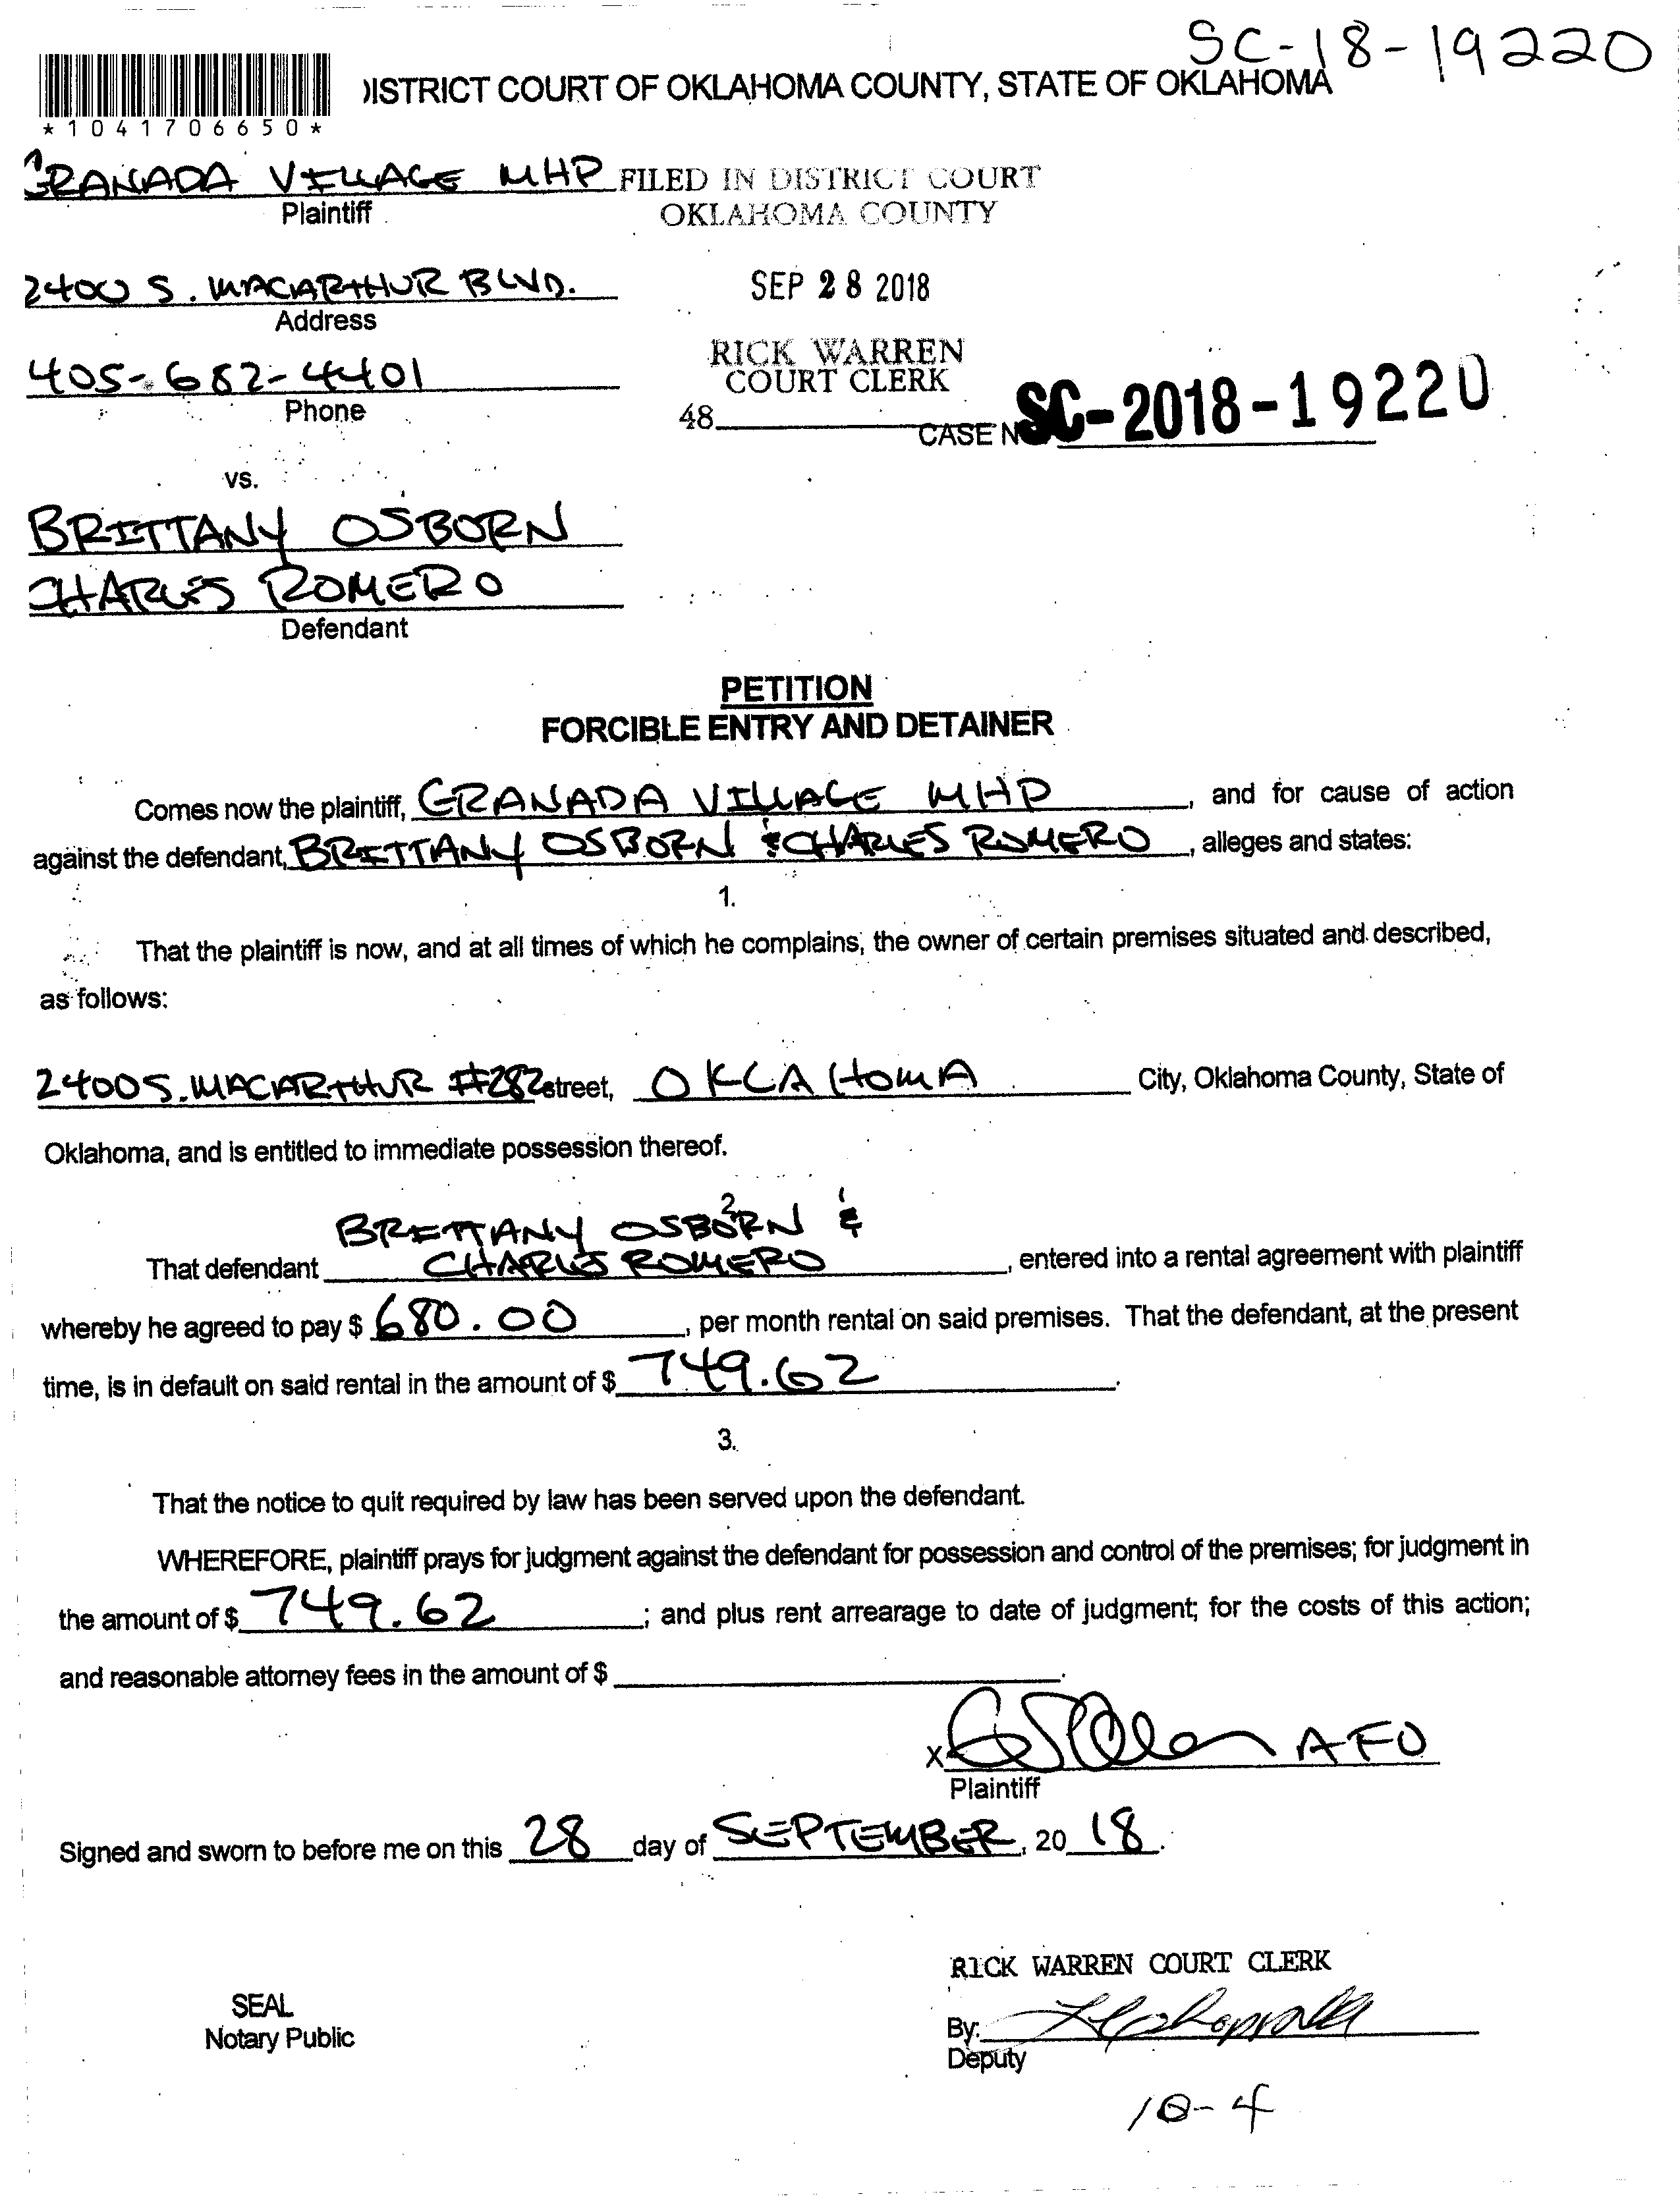 SC-18-19220
DISTRICT COURT OF OKLAHOMA COUNTY, STATE OF OKLAHOMA
*1041706650*
GRANADA VILLAGE MHP
Plaintiff
FILED IN DISTRICT COURT
OKLAHOMA COUNTY
2400 S. MACARTHUR BLVD.
Address
SEP 28 2018
405-682-4401
Phone
RICK WARREN
COURT CLERK
48
CASE NO SC-2018-19220
vs.
BRITTANY OSBORN
CHARLES ROMERO
Defendant
PETITION
FORCIBLE ENTRY AND DETAINER
Comes now the plaintiff, GRANADA VILLAGE MHP, and for cause of action
against the defendant, BRITTANY OSBORN & CHARLES ROMERO, alleges and states:
1.
That the plaintiff is now, and at all times of which he complains, the owner of certain premises situated and described,
as follows:
2400 S. MACARTHUR #282 street, OKLAHOMA City, Oklahoma County, State of
Oklahoma, and is entitled to immediate possession thereof.
2.
BRITTANY OSBORN &
That defendant CHARLES ROMERO, entered into a rental agreement with plaintiff
whereby he agreed to pay $ 680.00, per month rental on said premises. That the defendant, at the present
time, is in default on said rental in the amount of $ 749.62.
3.
That the notice to quit required by law has been served upon the defendant.
WHEREFORE, plaintiff prays for judgment against the defendant for possession and control of the premises; for judgment in
the amount of $ 749.62; and plus rent arrearage to date of judgment; for the costs of this action;
and reasonable attorney fees in the amount of $
x AFO
Plaintiff
Signed and sworn to before me on this 28 day of SEPTEMBER, 2018.
RICK WARREN COURT CLERK
SEAL
Notary Public
By:
Deputy
10-4